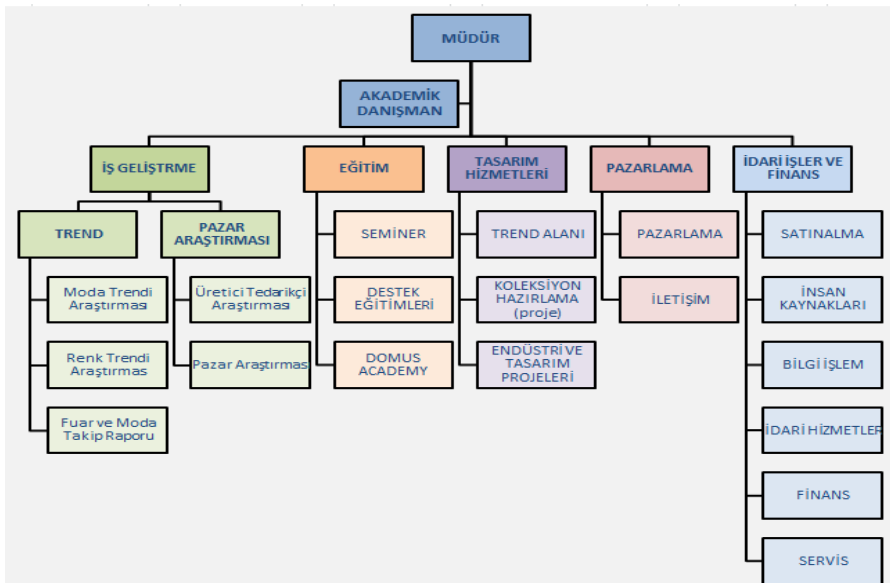 MÜDÜR
AKADEMİK
DANIŞMAN
İŞ GELİŞTRME
EĞİTİM
TASARIM
HİZMETLERİ
PAZARLAMA
İDARİ İŞLER VE
FİNANS
TREND
PAZAR
ARAŞTIRMASI
SEMİNER
TREND ALANI
PAZARLAMA
SATINALMA
Moda Trendi
Araştırması
Üretici Tedarikçi
Araştırması
DESTEK
EĞİTİMLERİ
KOLEKSİYON
HAZIRLAMA
(proje)
İLETİŞİM
İNSAN
KAYNAKLARI
Renk Trendi
Araştırmas
Pazar Araştırmas
DOMUS
ACADEMY
ENDÜSTRİ VE
TASARIM
PROJELERİ
BİLGİ İŞLEM
Fuar ve Moda
Takip Raporu
İDARİ HİZMETLER
FİNANS
SERVİS